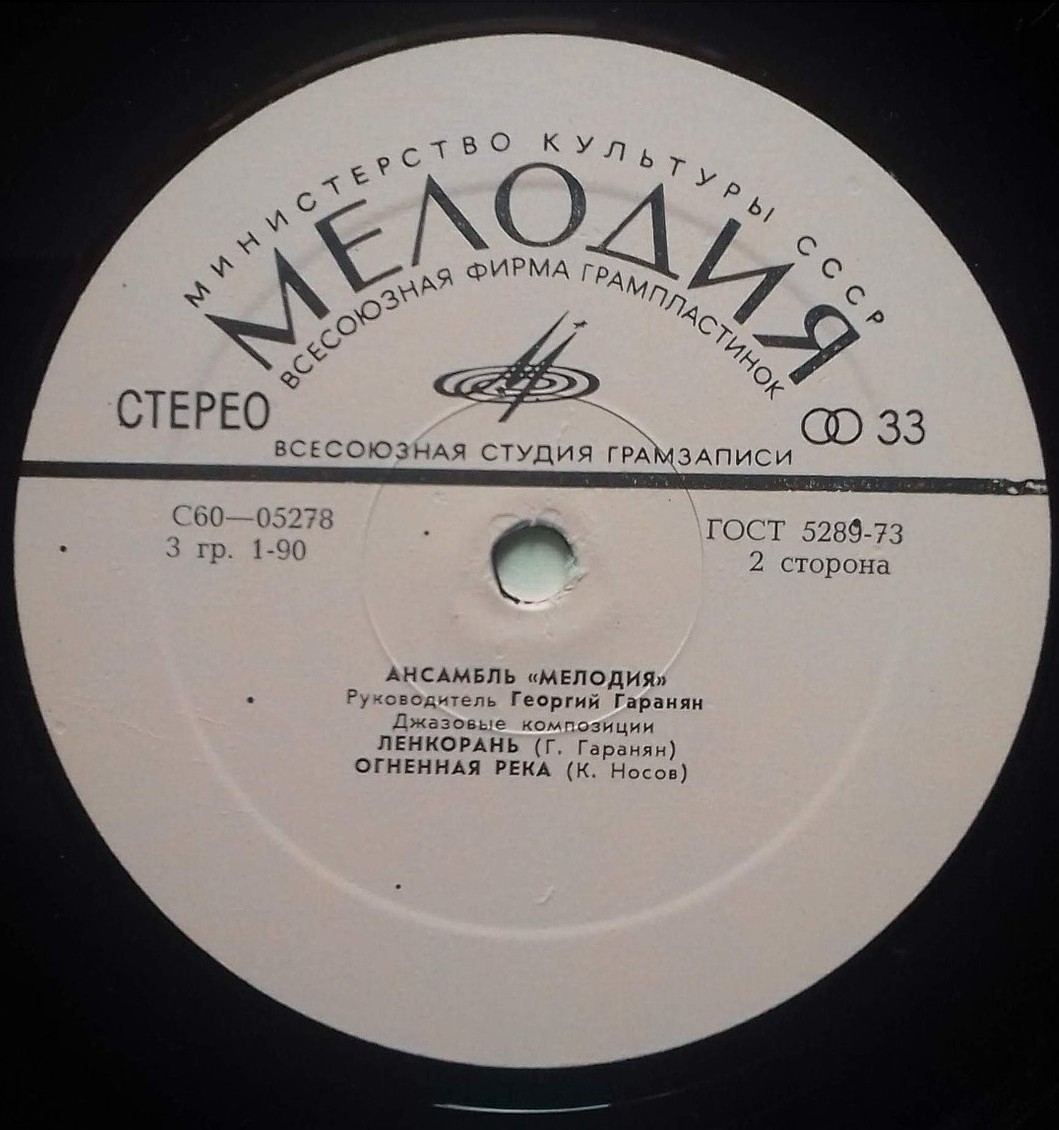 МИНИСТЕРСТВО КУЛЬТУРЫ СССР
МЕЛОДИЯ
ВСЕСОЮЗНАЯ ФИРМА ГРАМПЛАСТИНОК
СТЕРЕО
33
ВСЕСОЮЗНАЯ СТУДИЯ ГРАМЗАПИСИ
С60—05278
ГОСТ 5289-73
3 гр. 1-90
2 сторона
АНСАМБЛЬ «МЕЛОДИЯ»
Руководитель Георгий Гаранян
Джазовые композиции
ЛЕНКОРАНЬ (Г. Гаранян)
ОГНЕННАЯ РЕКА (К. Носов)